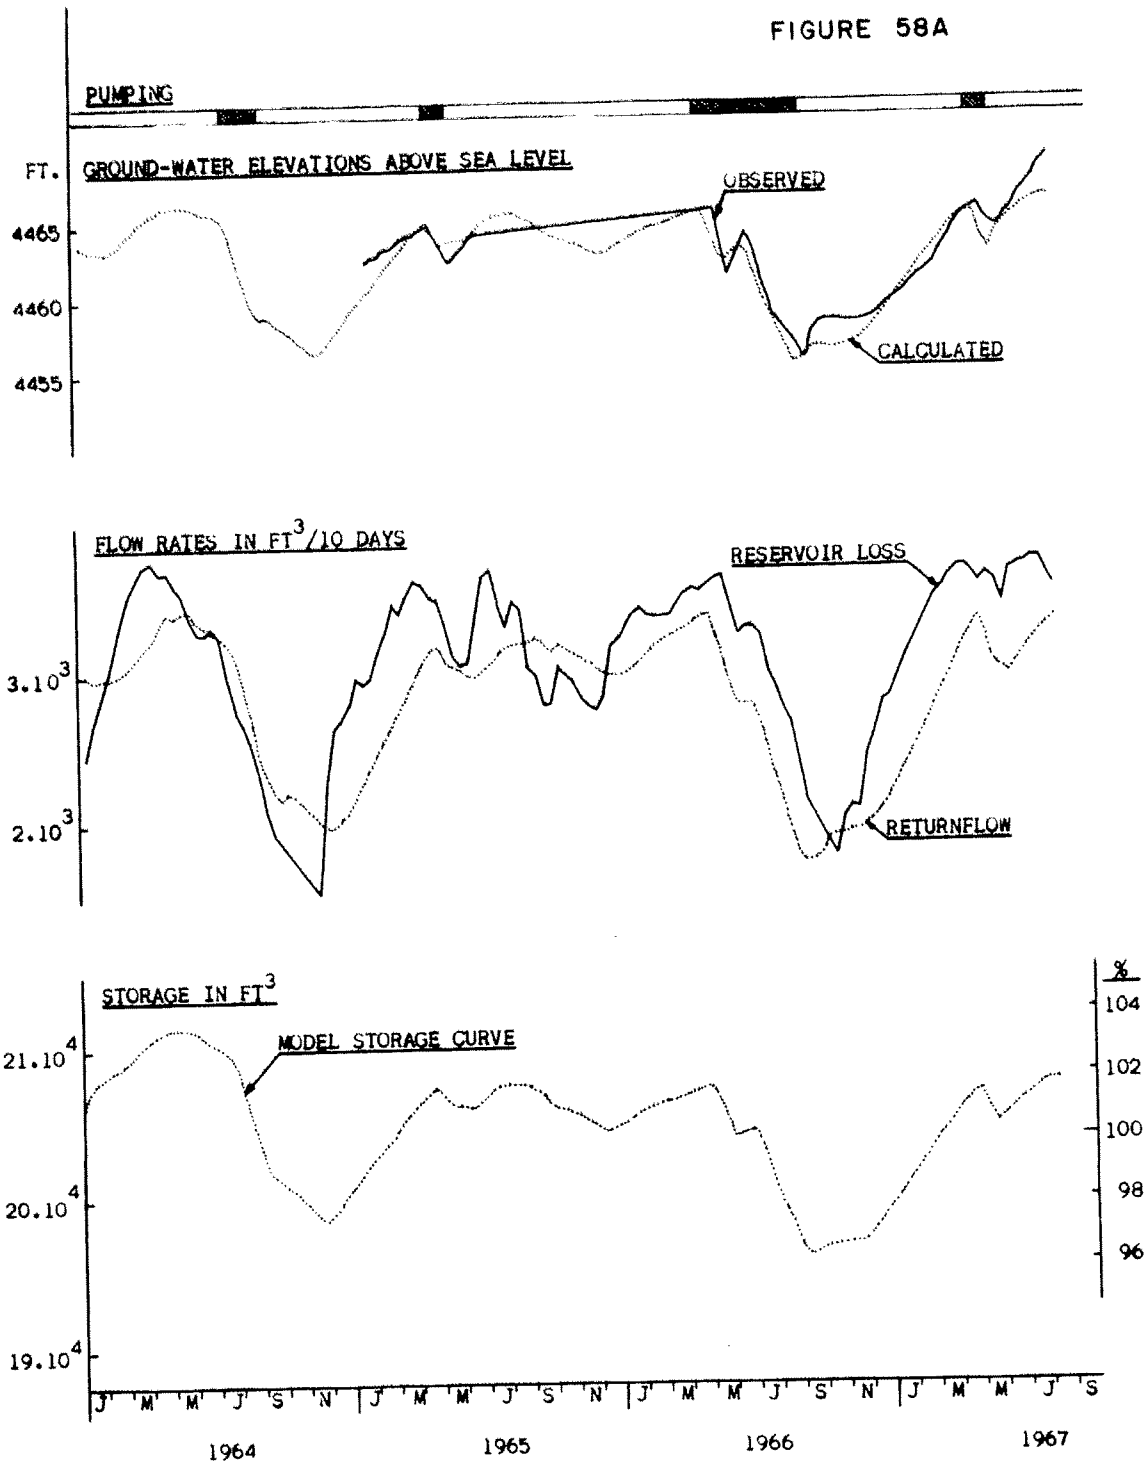 FIGURE 58A
PUMPING
GROUND-WATER ELEVATIONS ABOVE SEA LEVEL
FT.
OBSERVED
4465
4460
CALCULATED
4455
FLOW RATES IN FT³/10 DAYS
RESERVOIR LOSS
3.10³
2.10³
RETURNFLOW
%
STORAGE IN FT³
104
MODEL STORAGE CURVE
21.10⁴
102
100
98
20.10⁴
96
19.10⁴
J M M J S N J M M J S N J M M J S N J M M J S
1964 1965 1966 1967